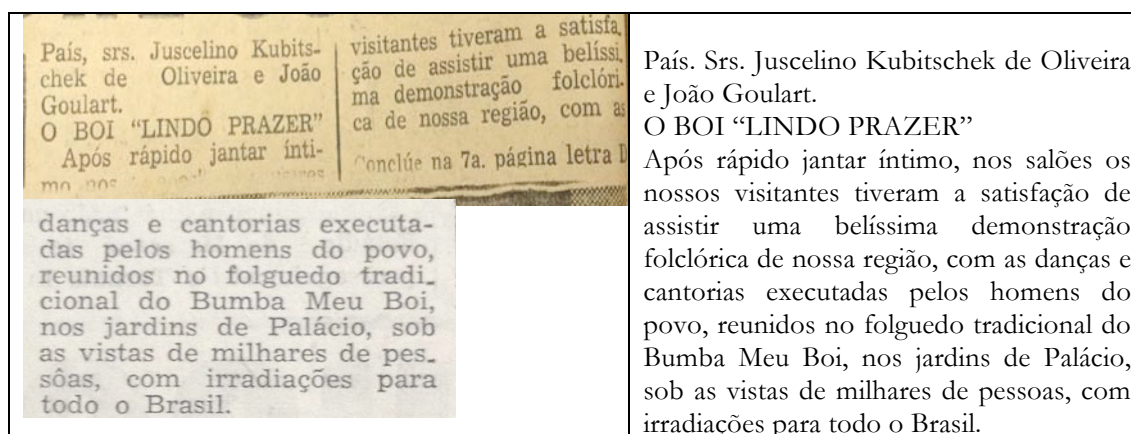 País, srs. Juscelino Kubits-
chek de Oliveira e João
Goulart.
O BOI “LINDO PRAZER”
Após rápido jantar ínti-
mo nos
visitantes tiveram a satisfa
ção de assistir uma belíssi.
ma demonstração folclóri.
ca de nossa região, com as
Conclúe na 7a. página letra D
danças e cantorias executa-
das pelos homens do povo,
reunidos no folguedo tradi.
cional do Bumba Meu Boi,
nos jardins de Palácio, sob
as vistas de milhares de pes.
sôas, com irradiações para
todo o Brasil.
País. Srs. Juscelino Kubitschek de Oliveira
e João Goulart.
O BOI “LINDO PRAZER”
Após rápido jantar íntimo, nos salões os
nossos visitantes tiveram a satisfação de
assistir uma belíssima demonstração
folclórica de nossa região, com as danças e
cantorias executadas pelos homens do
povo, reunidos no folguedo tradicional do
Bumba Meu Boi, nos jardins de Palácio,
sob as vistas de milhares de pessoas, com
irradiações para todo o Brasil.